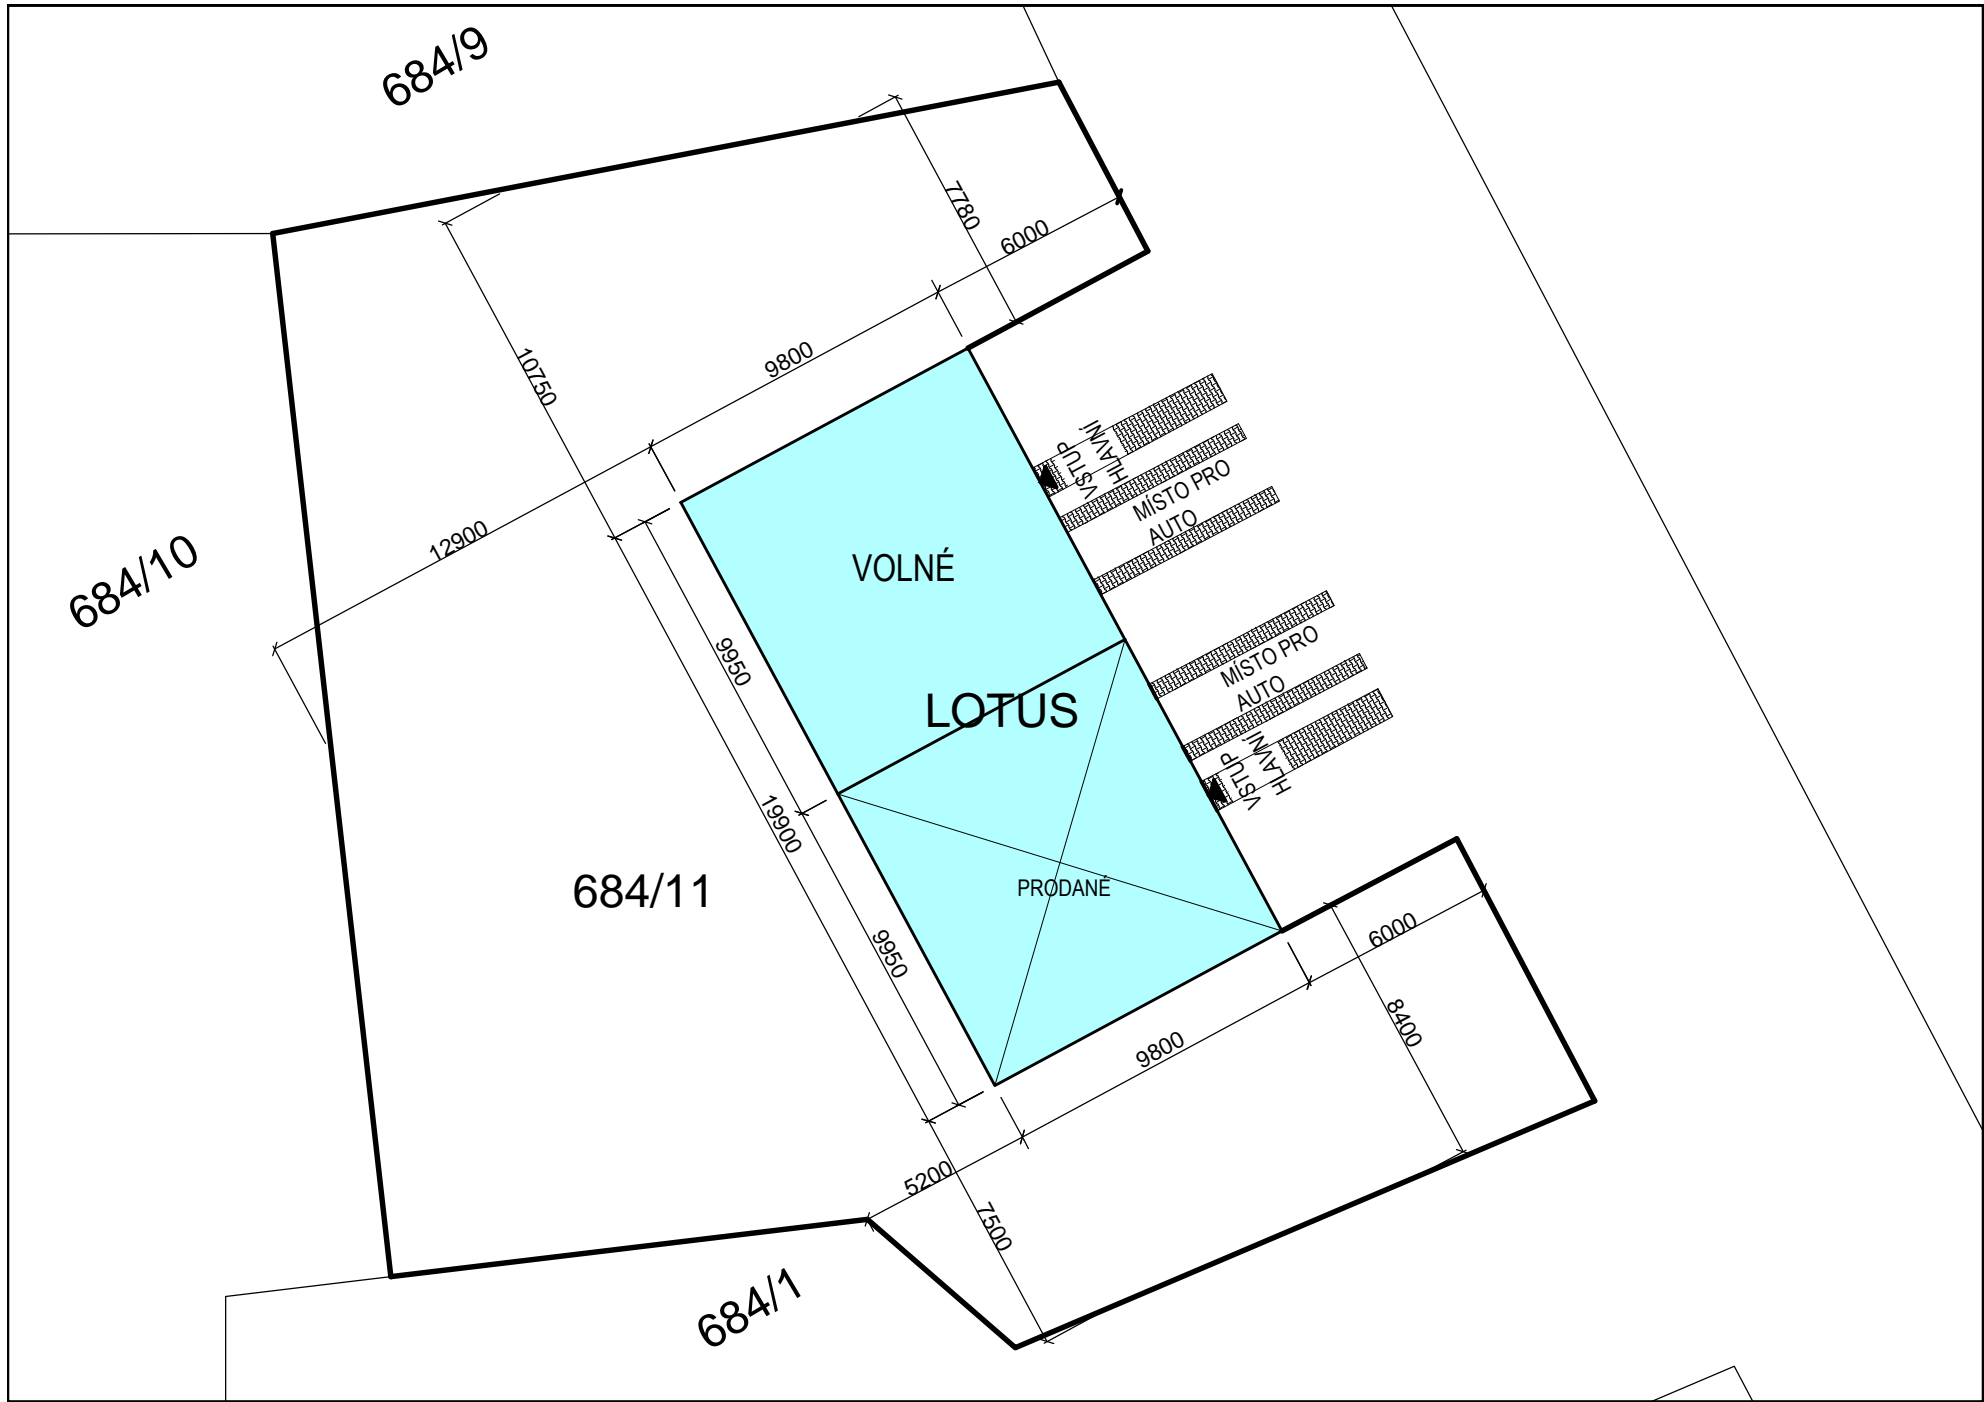 684/9
7780
6000
10750
9800
HLAVNÍ
VSTUP
MÍSTO PRO
AUTO
12900
684/10
VOLNÉ
9950
MÍSTO PRO
AUTO
LOTUS
HLAVNÍ
VSTUP
19900
684/11
PRODANÉ
9950
6000
8400
9800
5200
7500
684/1